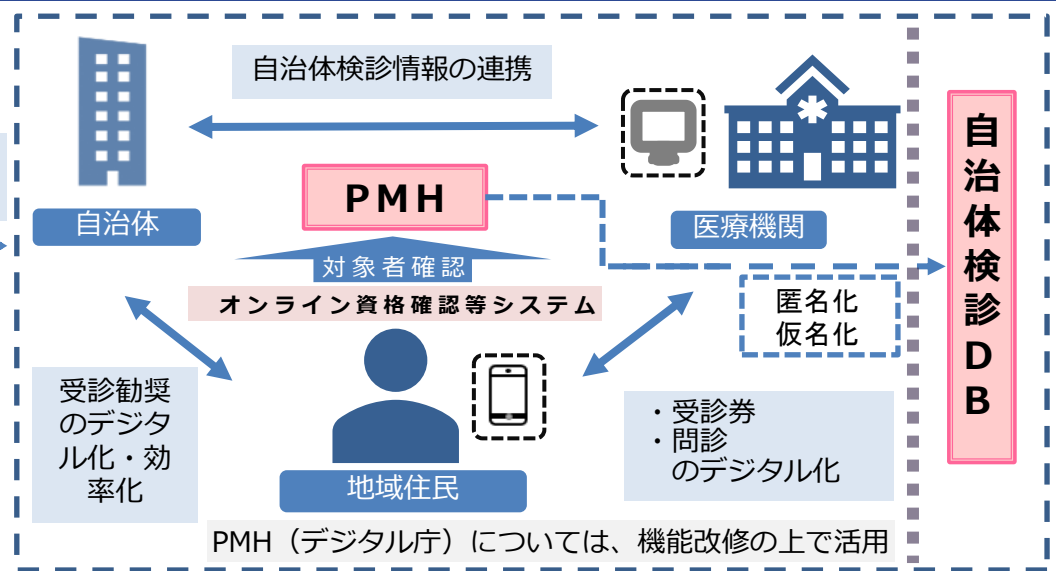 自治体検診情報の連携
自治体
PMH
医療機関
対象者確認
オンライン資格確認等システム
匿名化
仮名化
受診勧奨
のデジタ
ル化・効
率化
・受診券
・問診
のデジタル化
地域住民
PMH（デジタル庁）については、機能改修の上で活用
自治体検診DB